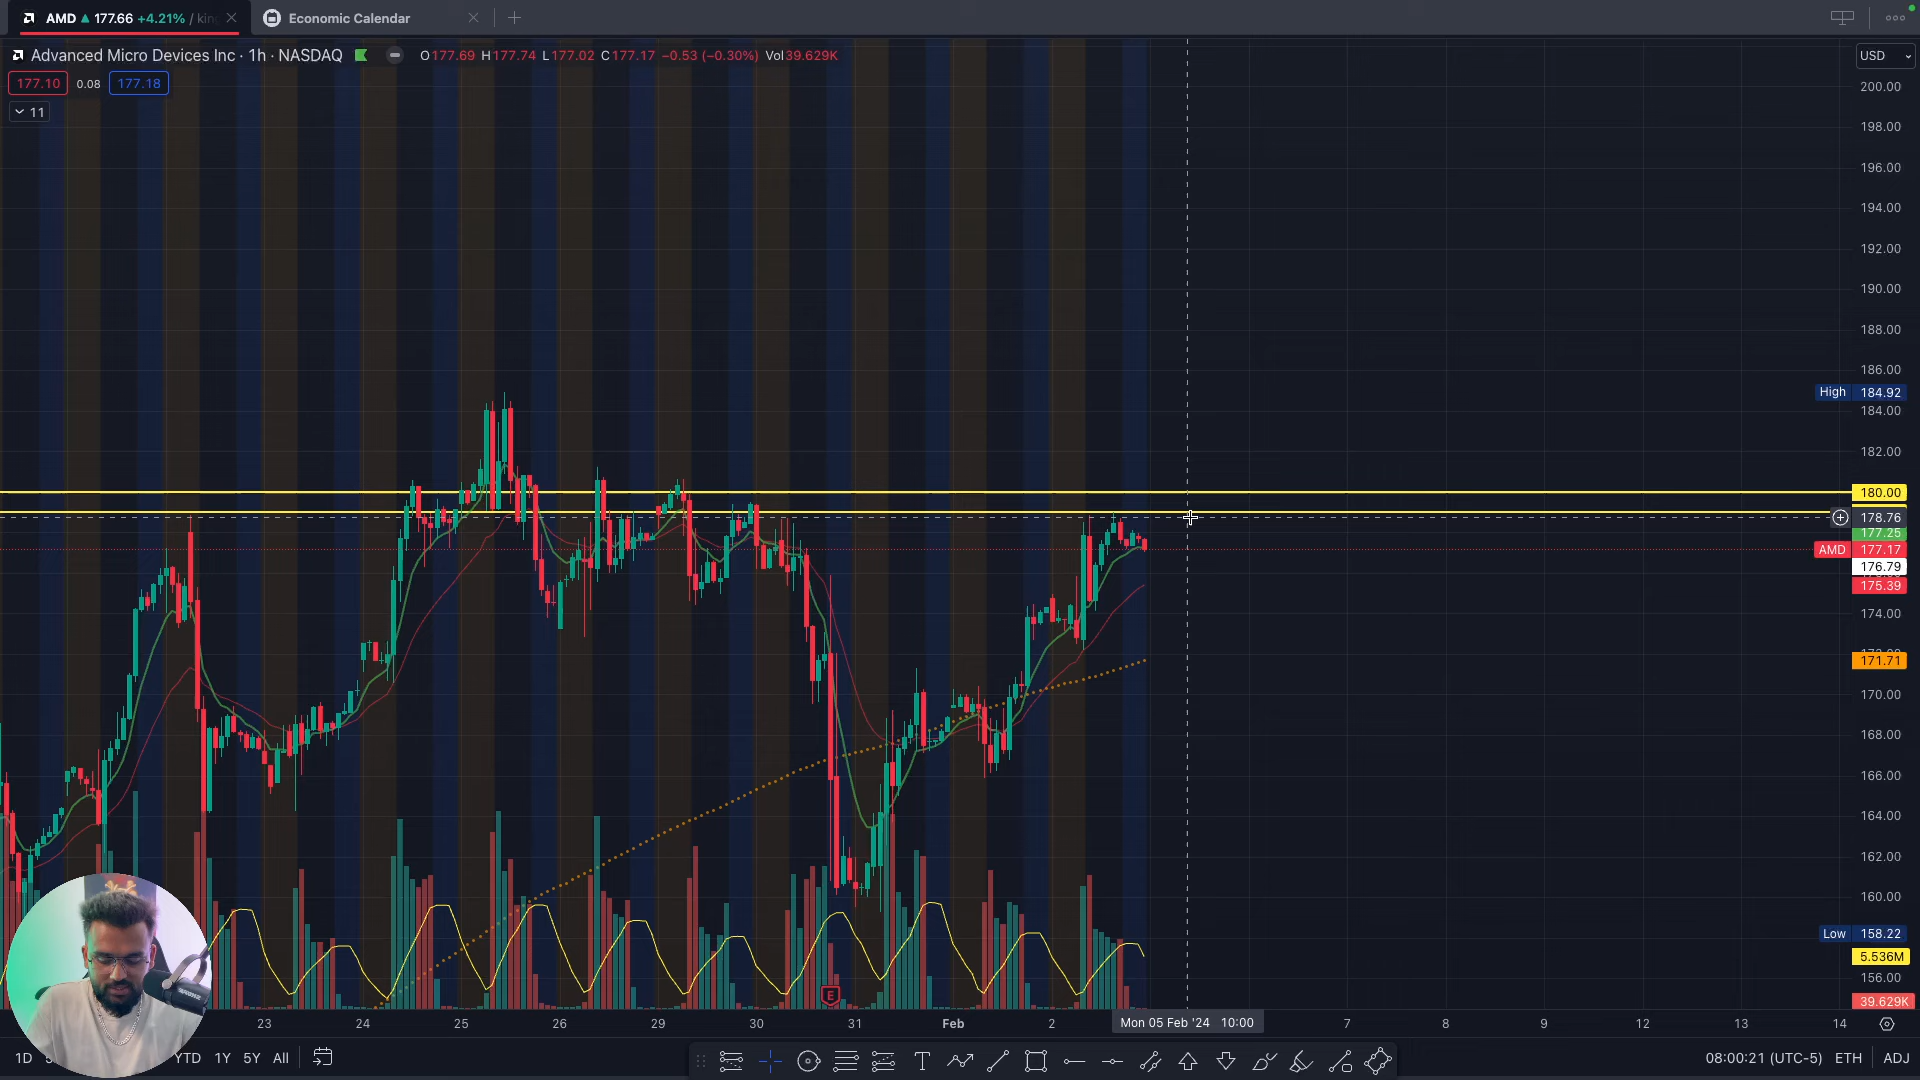 AMD ▲ 177.66 +4.21% / kin
Economic Calendar
Advanced Micro Devices Inc · 1h · NASDAQ
O177.69 H177.74 L177.02 C177.17 −0.53 (−0.30%) Vol39.629K
USD
177.10 0.08 177.18
11
200.00
198.00
196.00
194.00
192.00
190.00
188.00
186.00
High 184.92
184.00
182.00
180.00
178.76
177.25
AMD 177.17
176.79
175.39
174.00
171.71
170.00
168.00
166.00
164.00
162.00
160.00
Low 158.22
5.536M
156.00
39.629K
E
23 24 25 26 29 30 31 Feb 2 Mon 05 Feb '24 10:00 7 8 9 12 13 14
1D YTD 1Y 5Y All
T
08:00:21 (UTC-5) ETH ADJ